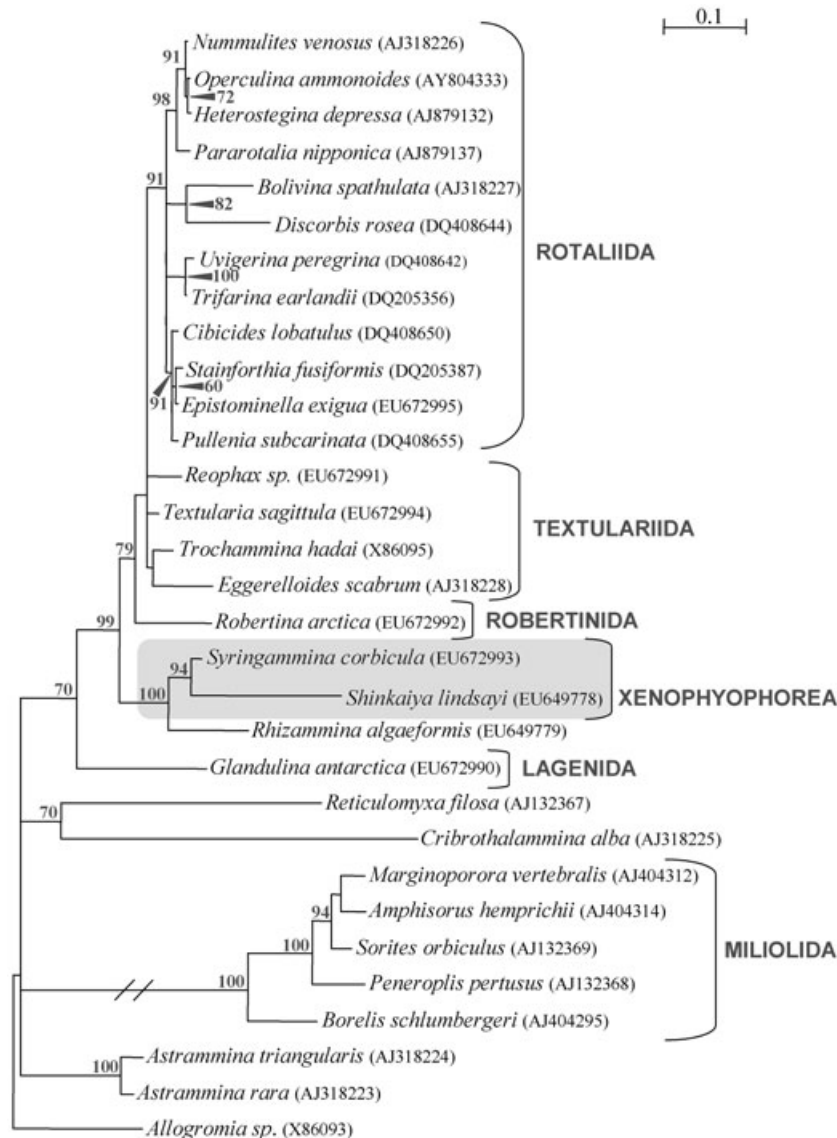 0.1
91
Nummulites venosus (AJ318226)
Operculina ammonoides (AY804333)
72
98
Heterostegina depressa (AJ879132)
Pararotalia nipponica (AJ879137)
91
Bolivina spathulata (AJ318227)
82
Discorbis rosea (DQ408644)
ROTALIIDA
Uvigerina peregrina (DQ408642)
100
Trifarina earlandii (DQ205356)
Cibicides lobatulus (DQ408650)
Stainforthia fusiformis (DQ205387)
60
91
Epistominella exigua (EU672995)
Pullenia subcarinata (DQ408655)
Reophax sp. (EU672991)
Textularia sagittula (EU672994)
TEXTULARIIDA
79
Trochammina hadai (X86095)
Eggerelloides scabrum (AJ318228)
99
Robertina arctica (EU672992)
ROBERTINIDA
Syringammina corbicula (EU672993)
94
100
Shinkaiya lindsayi (EU649778)
XENOPHYOPHOREA
70
Rhizammina algaeformis (EU649779)
Glandulina antarctica (EU672990)
LAGENIDA
Reticulomyxa filosa (AJ132367)
70
Cribrothalammina alba (AJ318225)
Marginoporora vertebralis (AJ404312)
94
Amphisorus hemprichii (AJ404314)
100
Sorites orbiculus (AJ132369)
MILIOLIDA
100
Peneroplis pertusus (AJ132368)
Borelis schlumbergeri (AJ404295)
Astrammina triangularis (AJ318224)
100
Astrammina rara (AJ318223)
Allogromia sp. (X86093)